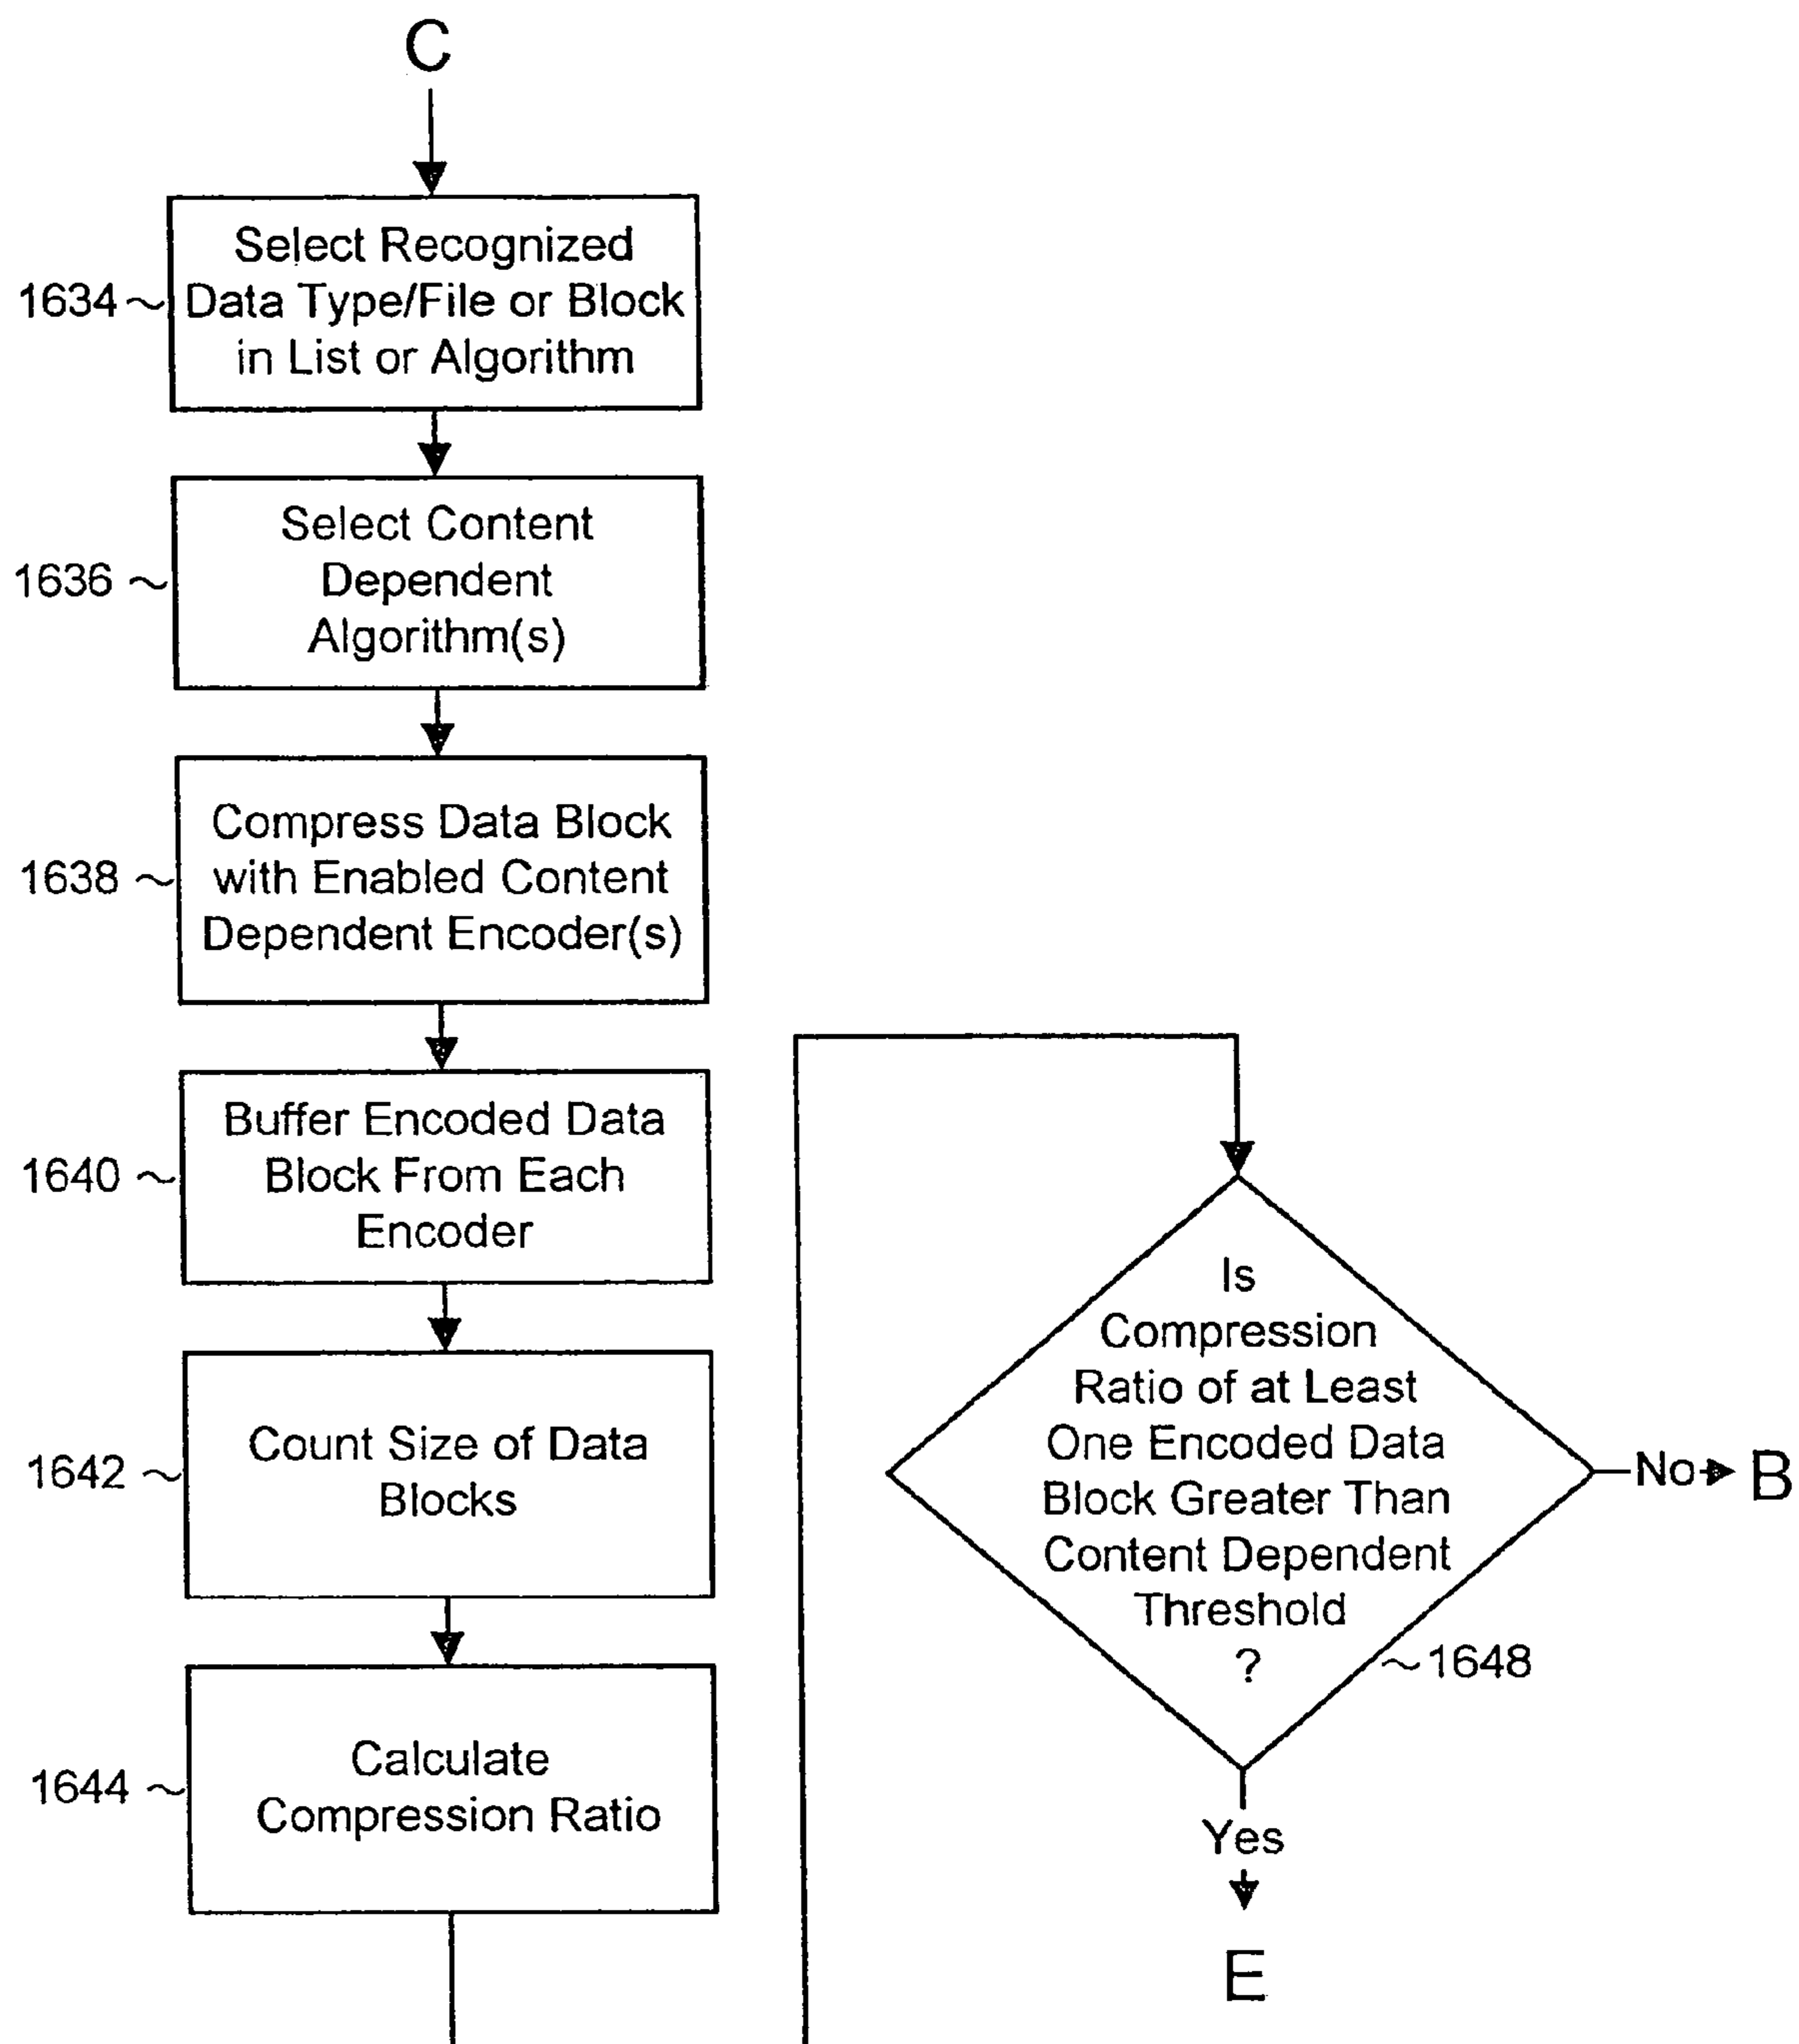 C
1634
Select Recognized
Data Type/File or Block
in List or Algorithm
1636
Select Content
Dependent
Algorithm(s)
1638
Compress Data Block
with Enabled Content
Dependent Encoder(s)
1640
Buffer Encoded Data
Block From Each
Encoder
1642
Count Size of Data
Blocks
1644
Calculate
Compression Ratio
Is
Compression
Ratio of at Least
One Encoded Data
Block Greater Than
Content Dependent
Threshold
?
1648
No
B
Yes
E